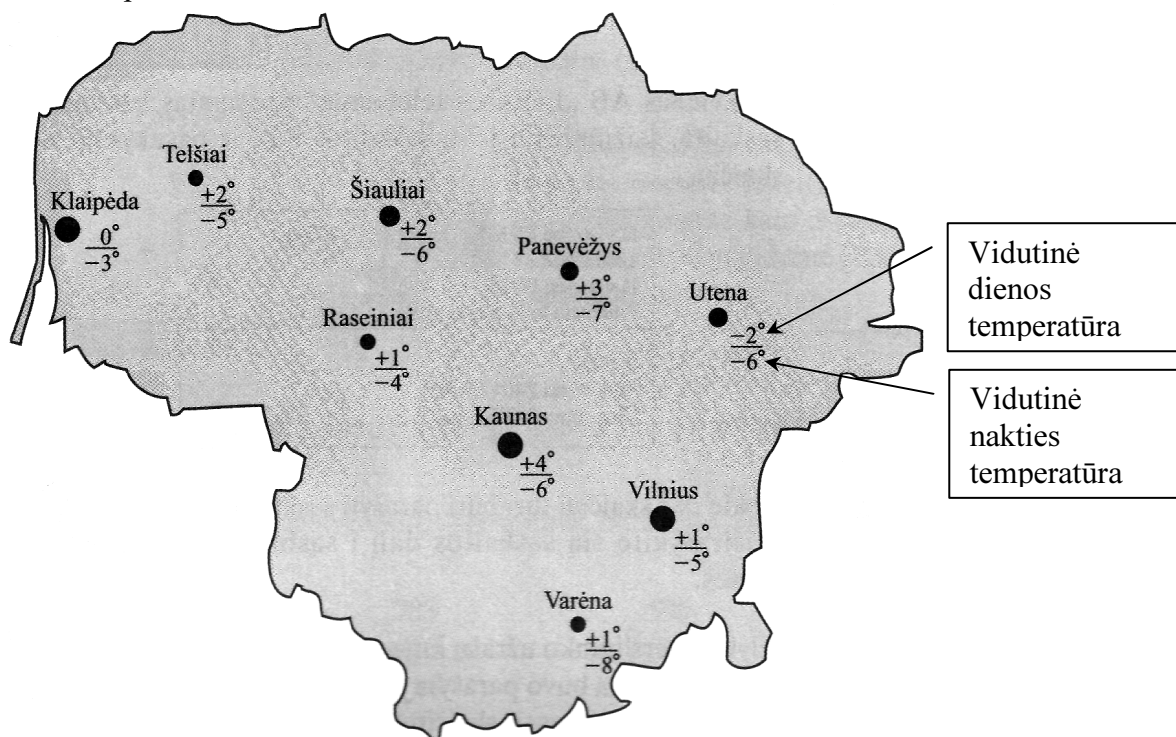 Telšiai
+2°
−5°
Klaipėda
0°
−3°
Šiauliai
+2°
−6°
Panevėžys
+3°
−7°
Utena
−2°
−6°
Raseiniai
+1°
−4°
Kaunas
+4°
−6°
Vilnius
+1°
−5°
Varėna
+1°
−8°
Vidutinė
dienos
temperatūra
Vidutinė
nakties
temperatūra